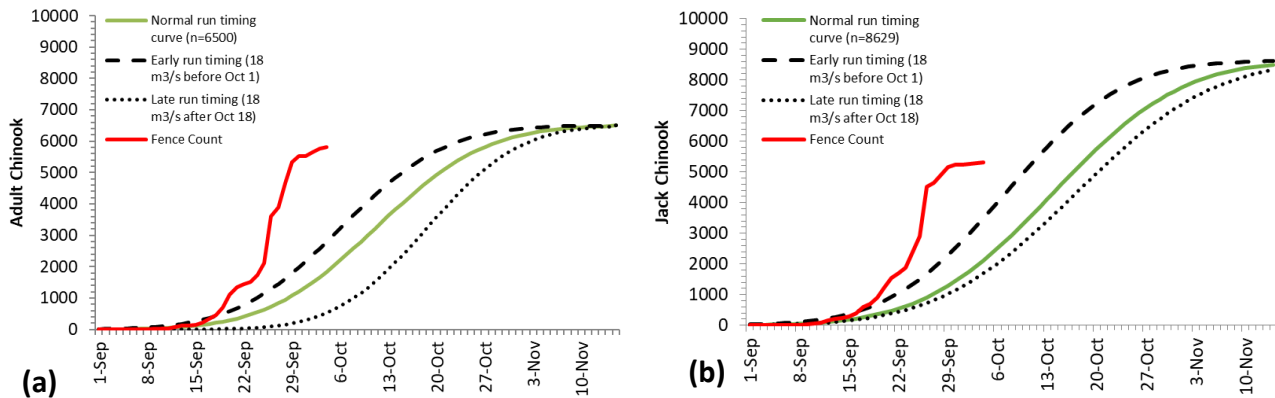 10000
9000
8000
7000
6000
5000
4000
3000
2000
1000
0
Adult Chinook
Normal run timing
curve (n=6500)
Early run timing (18
m3/s before Oct 1)
Late run timing (18
m3/s after Oct 18)
Fence Count
1-Sep
8-Sep
15-Sep
22-Sep
29-Sep
6-Oct
13-Oct
20-Oct
27-Oct
3-Nov
10-Nov
(a)
10000
9000
8000
7000
6000
5000
4000
3000
2000
1000
0
Jack Chinook
Normal run timing
curve (n=8629)
Early run timing (18
m3/s before Oct 1)
Late run timing (18
m3/s after Oct 18)
Fence Count
1-Sep
8-Sep
15-Sep
22-Sep
29-Sep
6-Oct
13-Oct
20-Oct
27-Oct
3-Nov
10-Nov
(b)